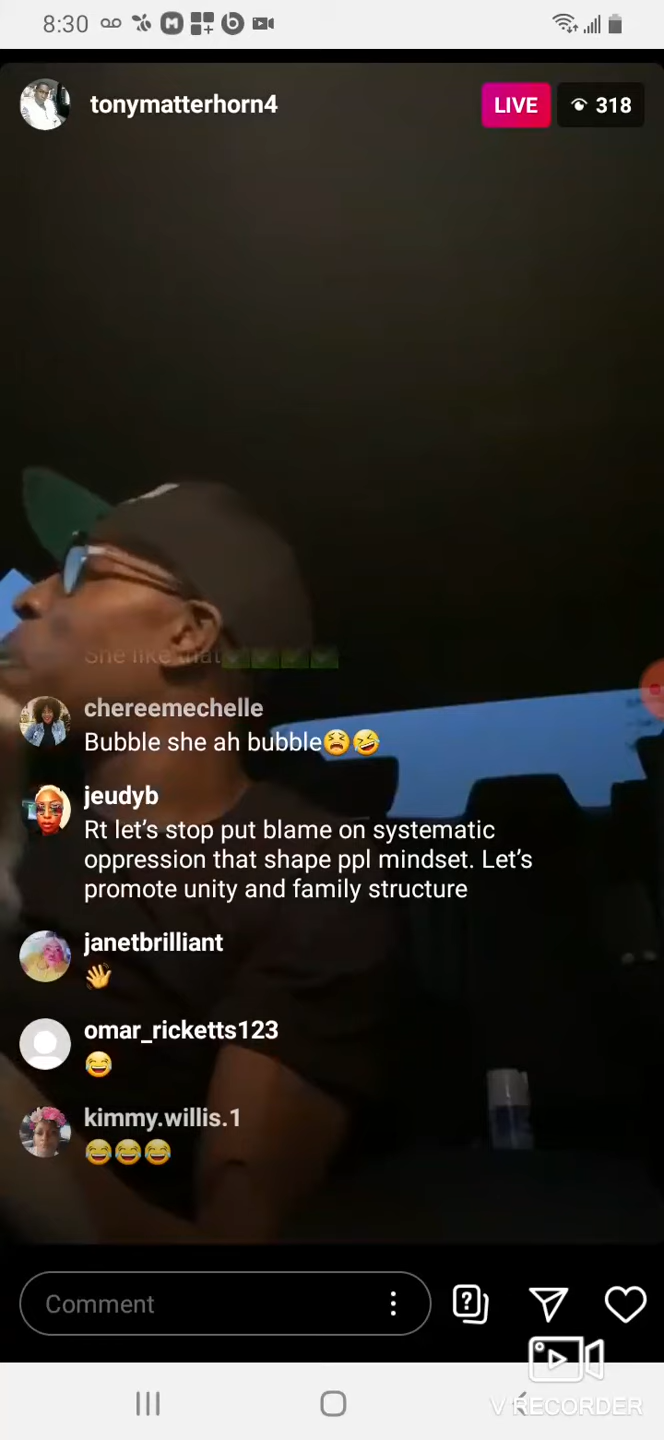 8:30
tonymatterhorn4
LIVE
318
She like that
chereemechelle
Bubble she ah bubble😫🤣
jeudyb
Rt let's stop put blame on systematic
oppression that shape ppl mindset. Let's
promote unity and family structure
janetbrilliant
👋
omar_ricketts123
😂
kimmy.willis.1
😂😂😂
Comment
V RECORDER